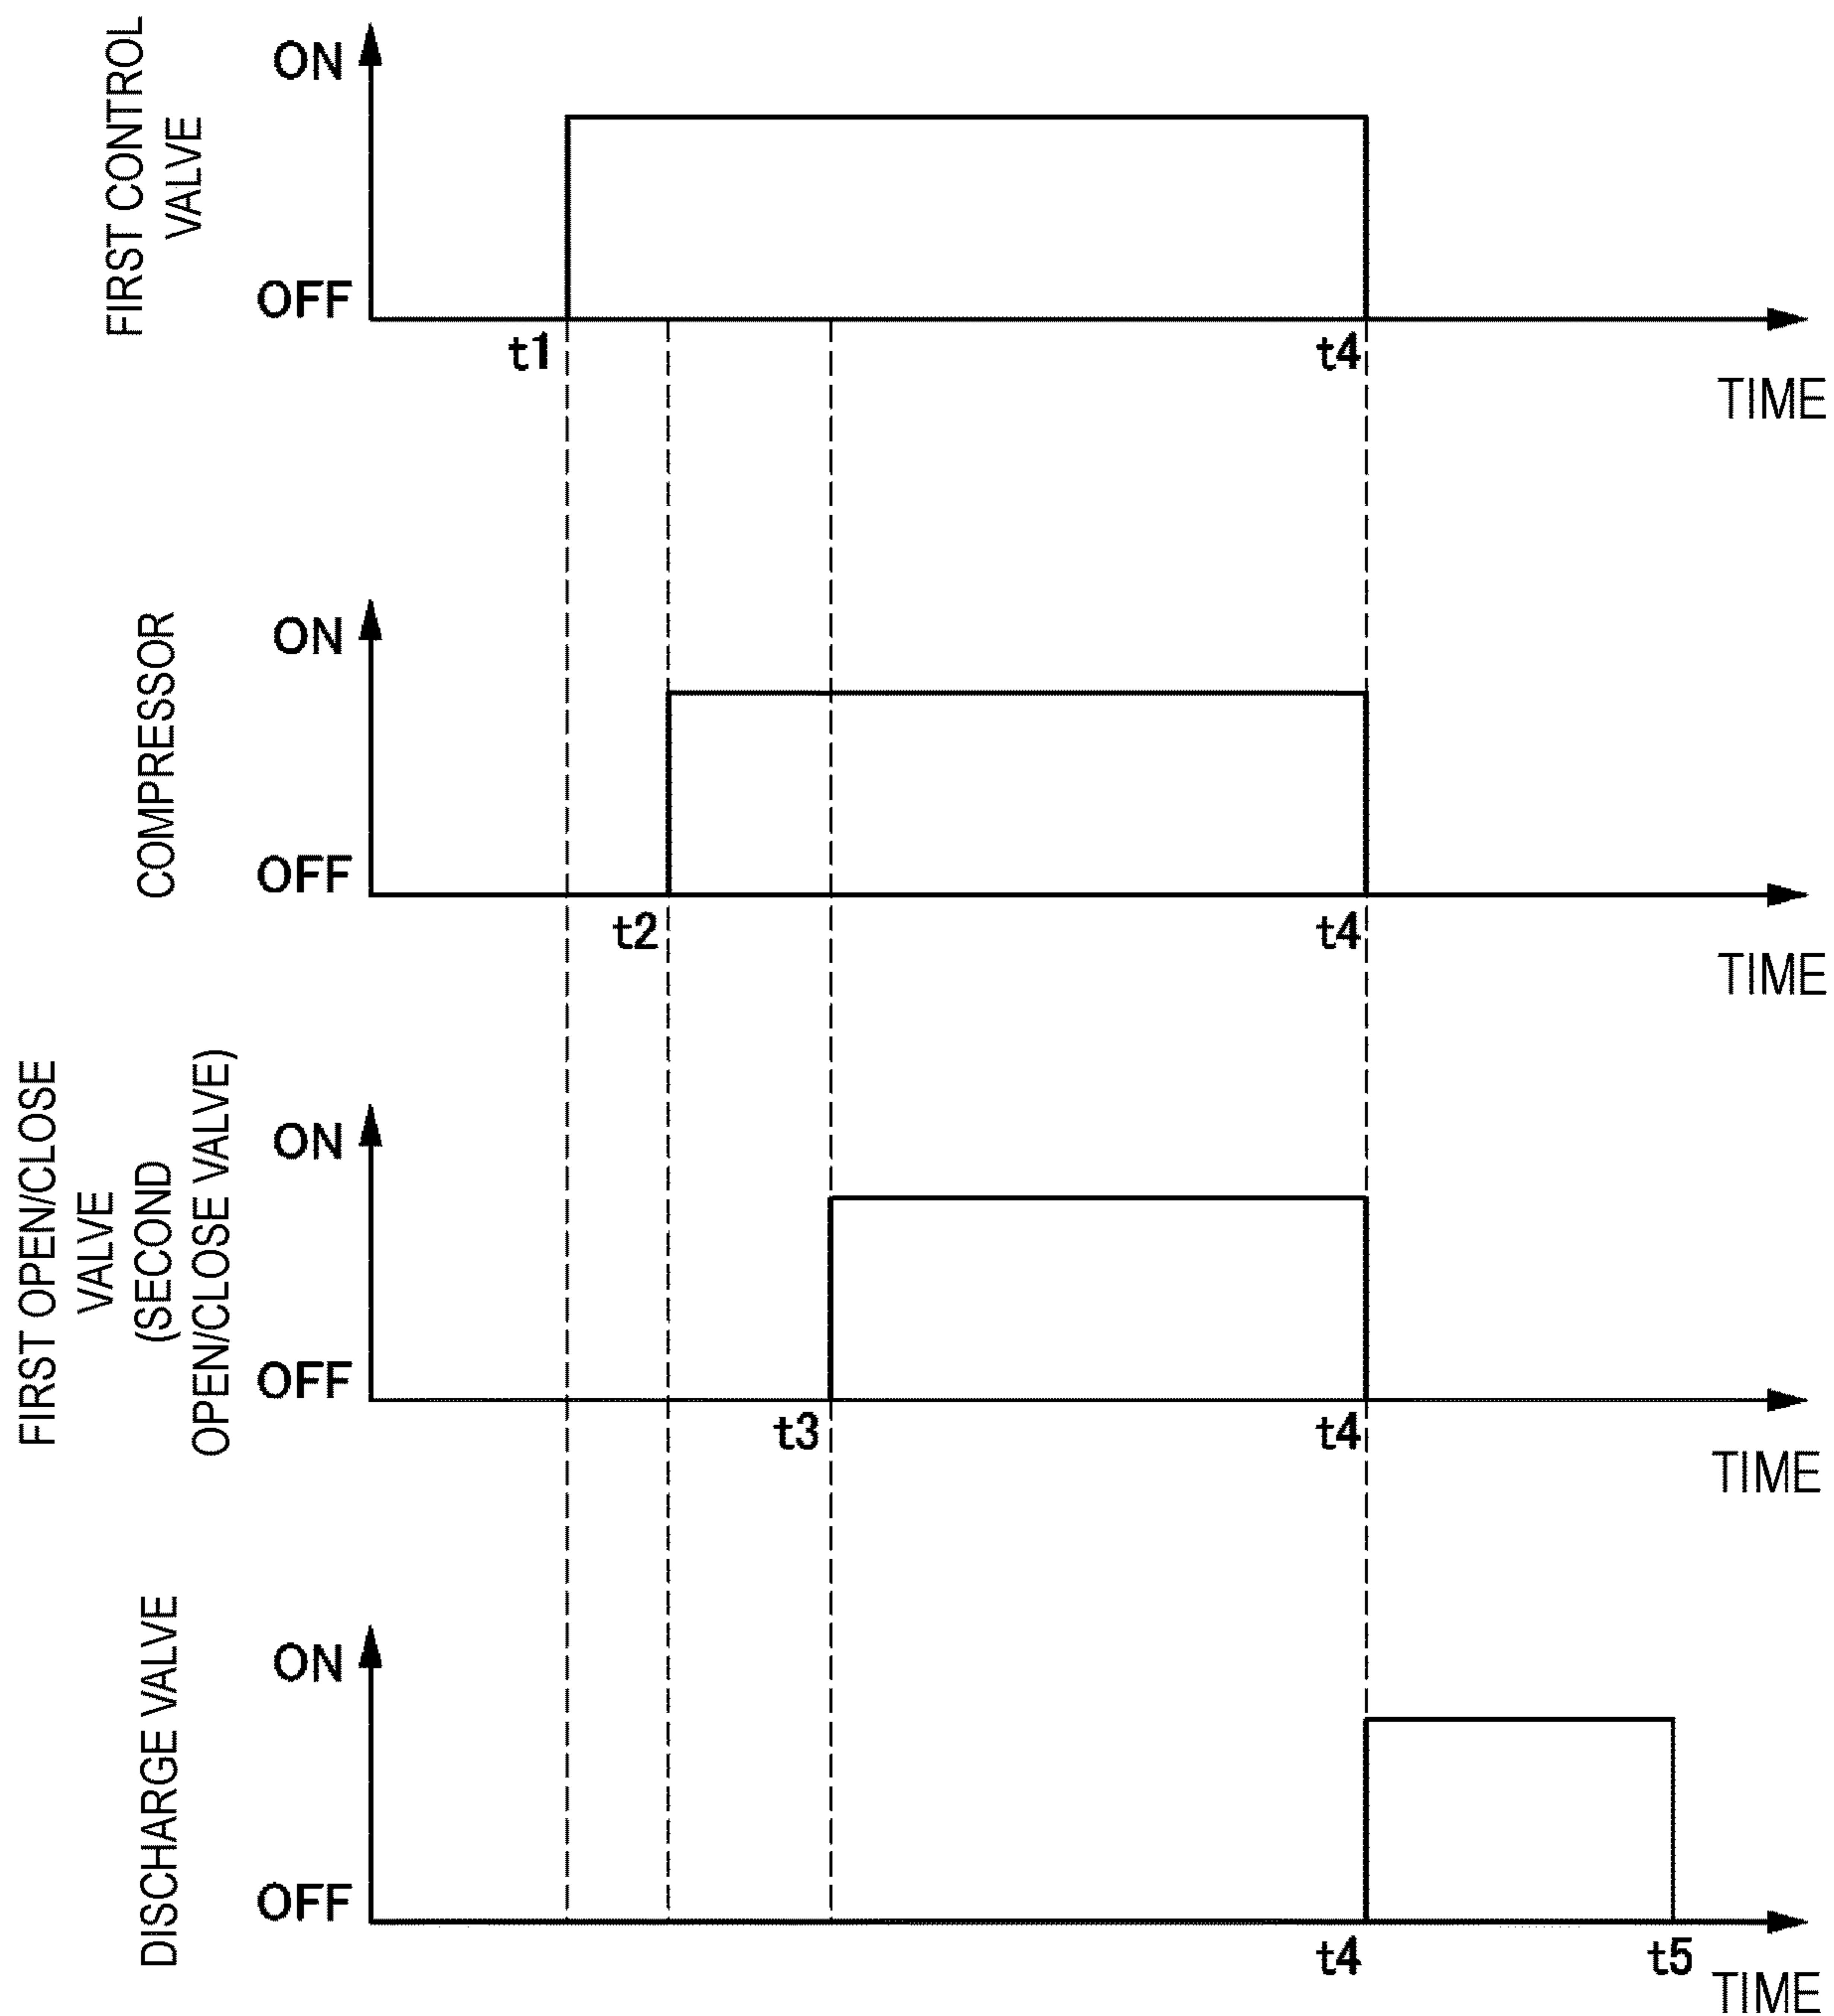 FIRST CONTROL
VALVE
ON
OFF
t1
t4
TIME
COMPRESSOR
ON
OFF
t2
t4
TIME
FIRST OPEN/CLOSE
VALVE
(SECOND
OPEN/CLOSE VALVE)
ON
OFF
t3
t4
TIME
DISCHARGE VALVE
ON
OFF
t4
t5
TIME